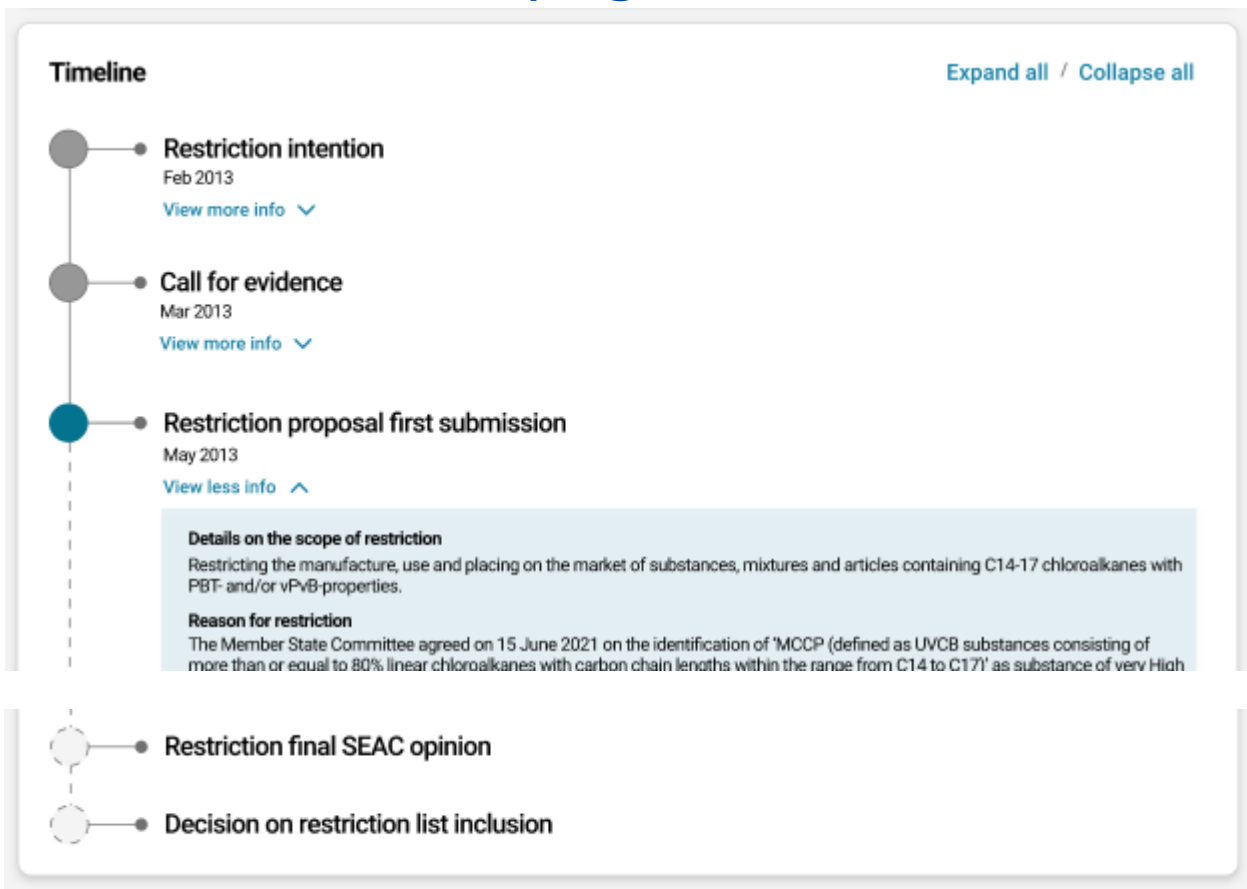 Timeline
Expand all / Collapse all
Restriction intention
Feb 2013
View more info
Call for evidence
Mar 2013
View more info
Restriction proposal first submission
May 2013
View less info
Details on the scope of restriction
Restricting the manufacture, use and placing on the market of substances, mixtures and articles containing C14-17 chloroalkanes with
PBT- and/or vPvB-properties.
Reason for restriction
The Member State Committee agreed on 15 June 2021 on the identification of 'MCCP (defined as UVCB substances consisting of
more than or equal to 80% linear chloroalkanes with carbon chain lengths within the range from C14 to C17)' as substance of very High
Restriction final SEAC opinion
Decision on restriction list inclusion